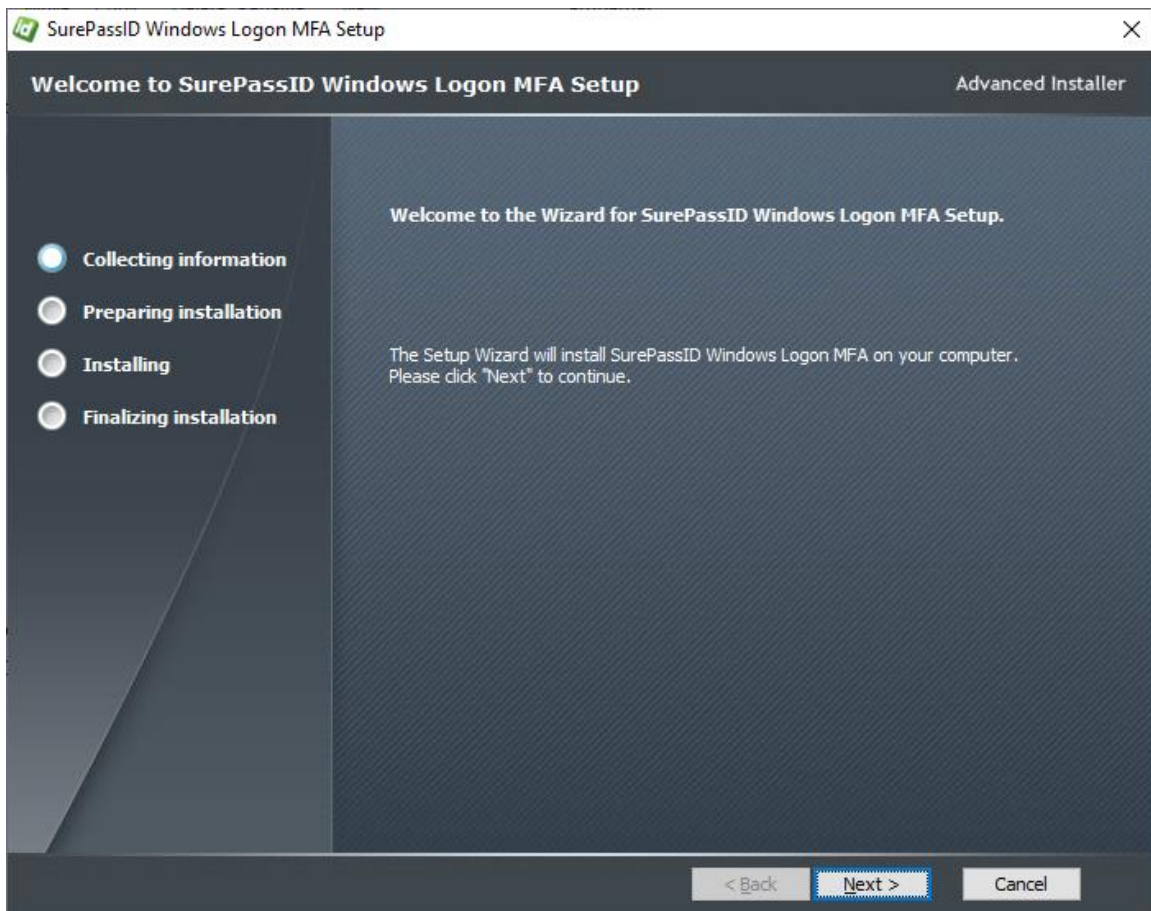 SurePassID Windows Logon MFA Setup
Welcome to SurePassID Windows Logon MFA Setup
Advanced Installer
Collecting information
Preparing installation
Installing
Finalizing installation
Welcome to the Wizard for SurePassID Windows Logon MFA Setup.
The Setup Wizard will install SurePassID Windows Logon MFA on your computer.
Please click "Next" to continue.
< Back
Next >
Cancel